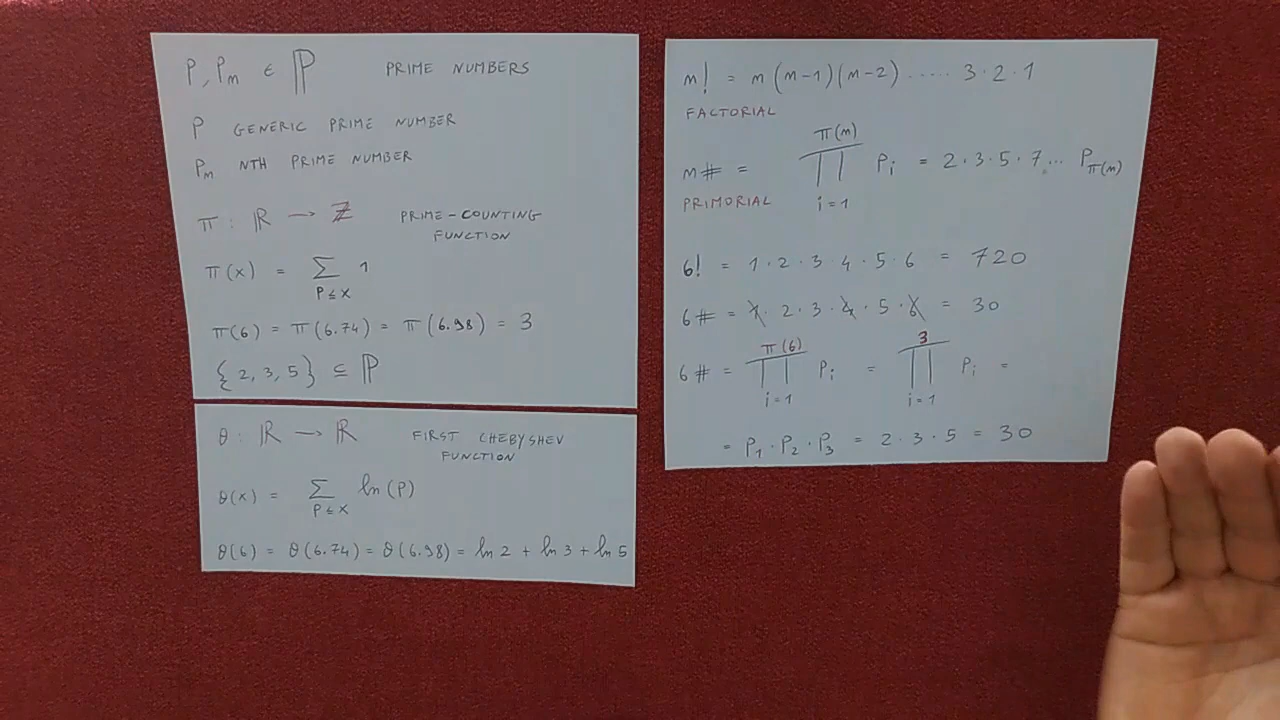 P, Pₘ ∈ ℙ PRIME NUMBERS
P GENERIC PRIME NUMBER
Pₘ NTH PRIME NUMBER
π : ℝ → ℤ PRIME-COUNTING
FUNCTION
π(x) = ∑_{P≤x} 1
π(6) = π(6.74) = π(6.98) = 3
{2, 3, 5} ⊆ ℙ
θ : ℝ → ℝ FIRST CHEBYSHEV
FUNCTION
θ(x) = ∑_{P≤x} ln(P)
θ(6) = θ(6.74) = θ(6.98) = ln 2 + ln 3 + ln 5
m! = m(m-1)(m-2) ····· 3·2·1
FACTORIAL
m# = ∏_{i=1}^{π(m)} Pᵢ = 2·3·5·7... P_{π(m)}
PRIMORIAL
6! = 1·2·3·4·5·6 = 720
6# = 1·2·3·4·5·6 = 30
6# = ∏_{i=1}^{π(6)} Pᵢ = ∏_{i=1}^{3} Pᵢ =
= P₁·P₂·P₃ = 2·3·5 = 30